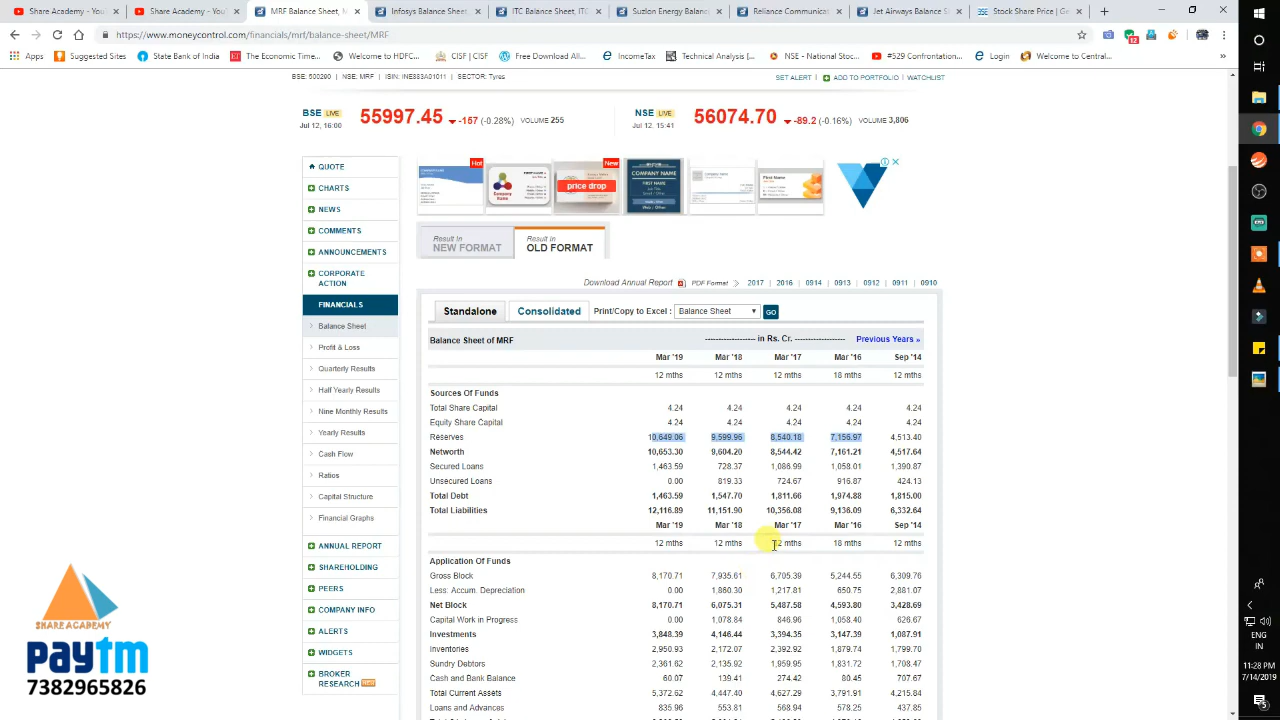 Share Academy - You
Share Academy - You
MRF Balance Sheet, M
Infosys Balance Sheet
ITC Balance Sheet, ITC
Suzlon Energy Balanc
Reliance Communicat
Jet Airways Balance S
Stock Share Price | G
https://www.moneycontrol.com/financials/mrf/balance-sheet/MRF
Apps
Suggested Sites
State Bank of India
The Economic Times
Welcome to HDFC...
CISF | CISF
Free Download All...
IncomeTax
Technical Analysis [...
NSE - National Stoc...
#529 Confrontation...
Login
Welcome to Central...
BSE: 500290 | NSE: MRF | ISIN: INE883A01011 | SECTOR: Tyres
SET ALERT | ADD TO PORTFOLIO | WATCHLIST
BSE LIVE
Jul 12, 16:00
55997.45 -157 (-0.28%) VOLUME 255
NSE LIVE
Jul 12. 15:41
56074.70 -89.2 (-0.16%) VOLUME 3,806
QUOTE
CHARTS
NEWS
COMMENTS
ANNOUNCEMENTS
CORPORATE
ACTION
FINANCIALS
Balance Sheet
Profit & Loss
Quarterly Results
Half Yearly Results
Nine Monthly Results
Yearly Results
Cash Flow
Ratios
Capital Structure
Financial Graphs
ANNUAL REPORT
SHAREHOLDING
PEERS
COMPANY INFO
ALERTS
WIDGETS
BROKER
RESEARCH NEW
Hot
New
price drop
COMPANY NAME
First Name
Result in
NEW FORMAT
Result in
OLD FORMAT
Download Annual Report PDF Format 2017 2016 0914 0913 0912 0911 0910
Standalone Consolidated Print/Copy to Excel : Balance Sheet GO
Balance Sheet of MRF ------------------- in Rs. Cr. ------------------- Previous Years »
Mar '19 Mar '18 Mar '17 Mar '16 Sep '14
12 mths 12 mths 12 mths 18 mths 12 mths
Sources Of Funds
Total Share Capital 4.24 4.24 4.24 4.24 4.24
Equity Share Capital 4.24 4.24 4.24 4.24 4.24
Reserves 10,649.06 9,599.96 8,540.18 7,156.97 4,513.40
Networth 10,653.30 9,604.20 8,544.42 7,161.21 4,517.64
Secured Loans 1,463.59 728.37 1,086.99 1,058.01 1,390.87
Unsecured Loans 0.00 819.33 724.67 916.87 424.13
Total Debt 1,463.59 1,547.70 1,811.66 1,974.88 1,815.00
Total Liabilities 12,116.89 11,151.90 10,356.08 9,136.09 6,332.64
Mar '19 Mar '18 Mar '17 Mar '16 Sep '14
12 mths 12 mths 12 mths 18 mths 12 mths
Application Of Funds
Gross Block 8,170.71 7,935.61 6,705.39 5,244.55 6,309.76
Less: Accum. Depreciation 0.00 1,860.30 1,217.81 650.75 2,881.07
Net Block 8,170.71 6,075.31 5,487.58 4,593.80 3,428.69
Capital Work in Progress 0.00 1,078.84 846.96 1,058.40 626.67
Investments 3,848.39 4,146.44 3,394.35 3,147.39 1,087.91
Inventories 2,950.93 2,172.07 2,392.92 1,878.74 1,799.70
Sundry Debtors 2,361.62 2,135.92 1,959.95 1,831.72 1,708.47
Cash and Bank Balance 60.07 139.41 274.42 80.45 707.67
Total Current Assets 5,372.62 4,447.40 4,627.29 3,790.91 4,215.84
Loans and Advances 835.96 553.81 568.94 578.25 437.85
SHARE ACADEMY
paytm
7382965826
ENG
IN
11:28 PM
7/14/2019